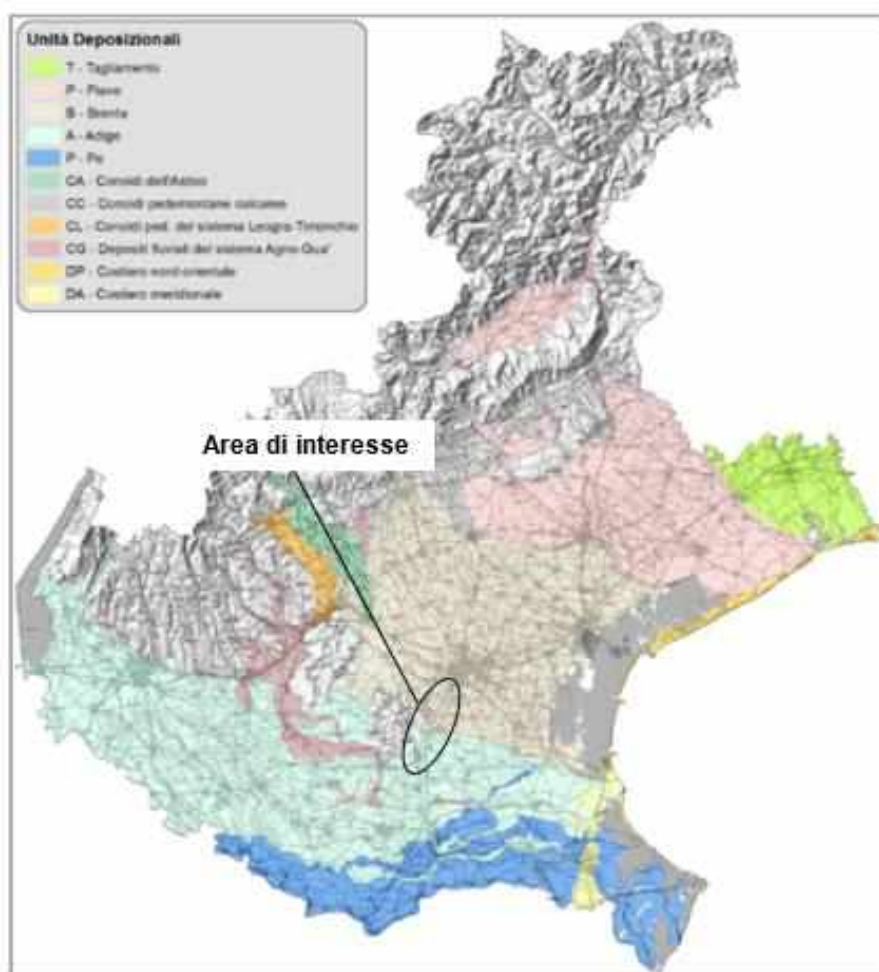 Unità Deposizionali
T - Tagliamento
P - Piave
B - Brenta
A - Adige
P - Po
CA - Conoidi dell'Astico
CC - Conoidi pedemontane calcaree
CL - Conoidi ped. del sistema Leogra-Timonchio
CG - Depositi fluviali del sistema Agno-Gua'
DP - Costiero nord-orientale
DA - Costiero meridionale
Area di interesse